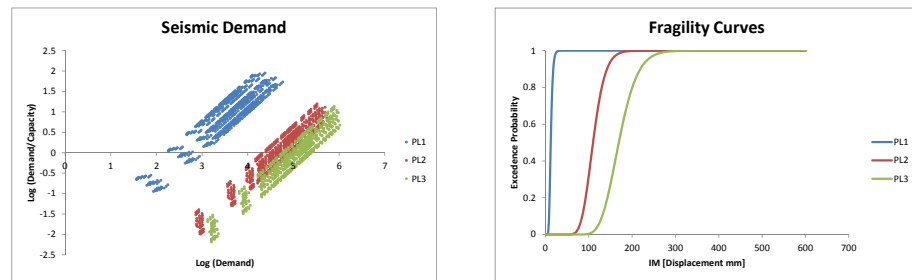 Seismic Demand
2.5
2
1.5
1
0.5
0
-0.5
-1
-1.5
-2
-2.5
0 1 2 3 4 5 6 7
Log (Demand/Capacity)
Log (Demand)
PL1
PL2
PL3
Fragility Curves
1
0.8
0.6
0.4
0.2
0
0 100 200 300 400 500 600 700
Excedence Probability
IM [Displacement mm]
PL1
PL2
PL3